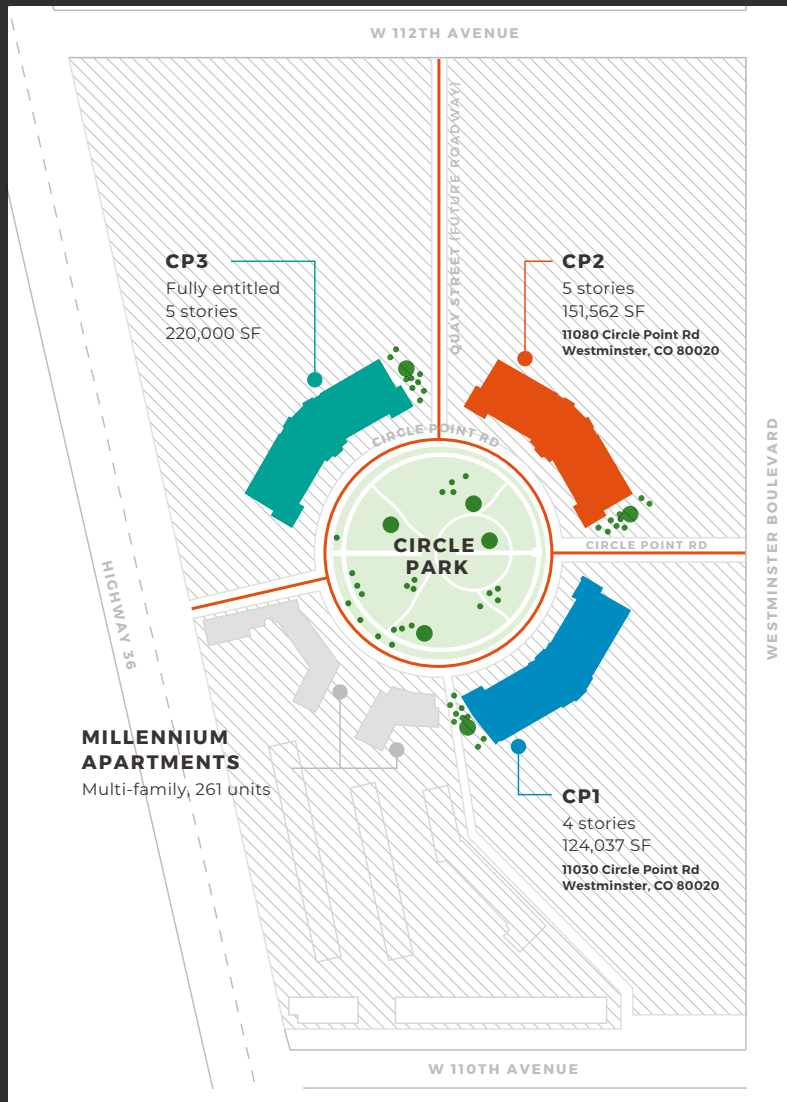 W 112TH AVENUE
QUAY STREET (FUTURE ROADWAY)
CP3
Fully entitled
5 stories
220,000 SF
CP2
5 stories
151,562 SF
11080 Circle Point Rd
Westminster, CO 80020
CIRCLE POINT RD
CIRCLE
PARK
CIRCLE POINT RD
WESTMINSTER BOULEVARD
HIGHWAY 36
MILLENNIUM
APARTMENTS
Multi-family, 261 units
CP1
4 stories
124,037 SF
11030 Circle Point Rd
Westminster, CO 80020
W 110TH AVENUE